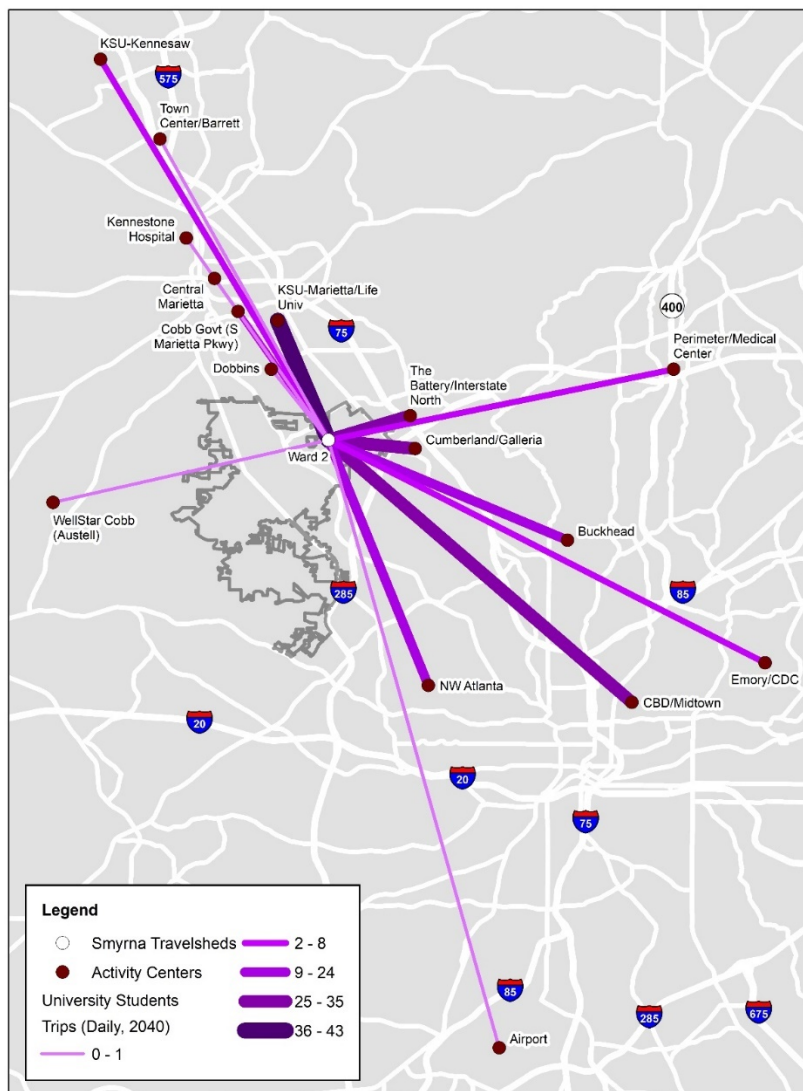 KSU-Kennesaw
575
Town
Center/Barrett
Kennestone
Hospital
Central
Marietta
KSU-Marietta/Life
Univ
75
400
Cobb Govt (S
Marietta Pkwy)
Perimeter/Medical
Center
Dobbins
The
Battery/Interstate
North
Cumberland/Galleria
Ward 2
WellStar Cobb
(Austell)
Buckhead
285
85
Emory/CDC
NW Atlanta
CBD/Midtown
20
20
75
Legend
Smyrna Travelsheds
Activity Centers
University Students
Trips (Daily, 2040)
0 - 1
2 - 8
9 - 24
25 - 35
36 - 43
85
285
675
Airport